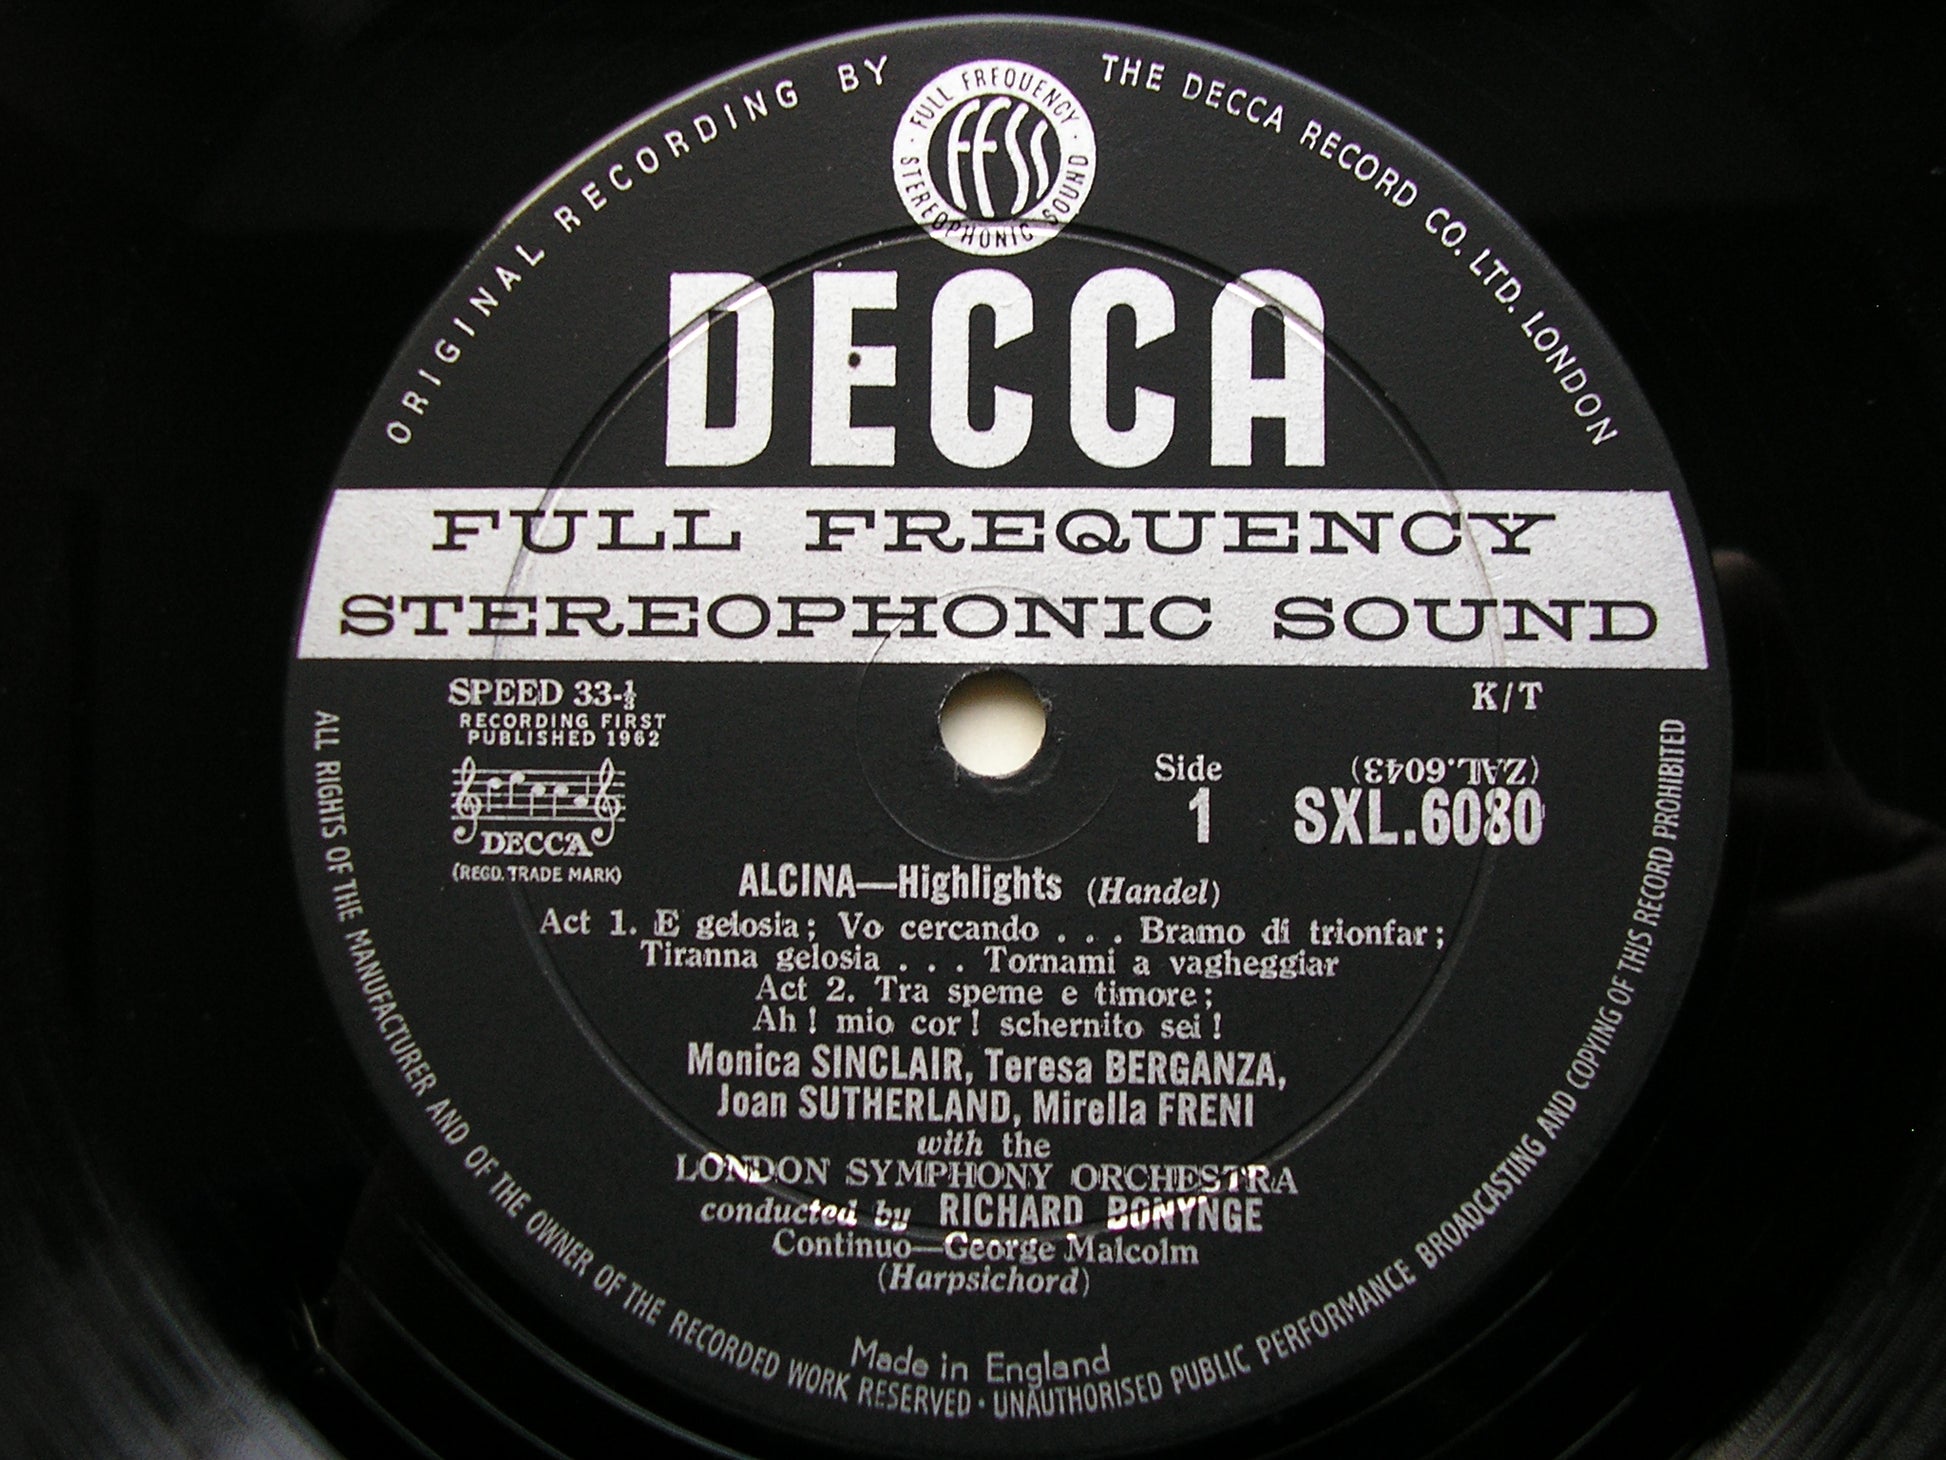 ORIGINAL RECORDING BY
THE DECCA RECORD CO. LTD. LONDON
FULL FREQUENCY
ffss
STEREOPHONIC SOUND
DECCA
FULL FREQUENCY
STEREOPHONIC SOUND
SPEED 33-⅓
K/T
RECORDING FIRST
PUBLISHED 1962
Side
(ZAL.6043)
1
SXL.6080
DECCA
(REGD. TRADE MARK)
ALCINA—Highlights (Handel)
Act 1. E gelosia; Vo cercando . . . Bramo di trionfar;
Tiranna gelosia . . . Tornami a vagheggiar
Act 2. Tra speme e timore;
Ah! mio cor! schernito sei!
Monica SINCLAIR, Teresa BERGANZA,
Joan SUTHERLAND, Mirella FRENI
with the
LONDON SYMPHONY ORCHESTRA
conducted by RICHARD BONYNGE
Continuo—George Malcolm
(Harpsichord)
Made in England
ALL RIGHTS OF THE MANUFACTURER AND OF THE OWNER OF THE RECORDED WORK RESERVED · UNAUTHORISED PUBLIC PERFORMANCE BROADCASTING AND COPYING OF THIS RECORD PROHIBITED